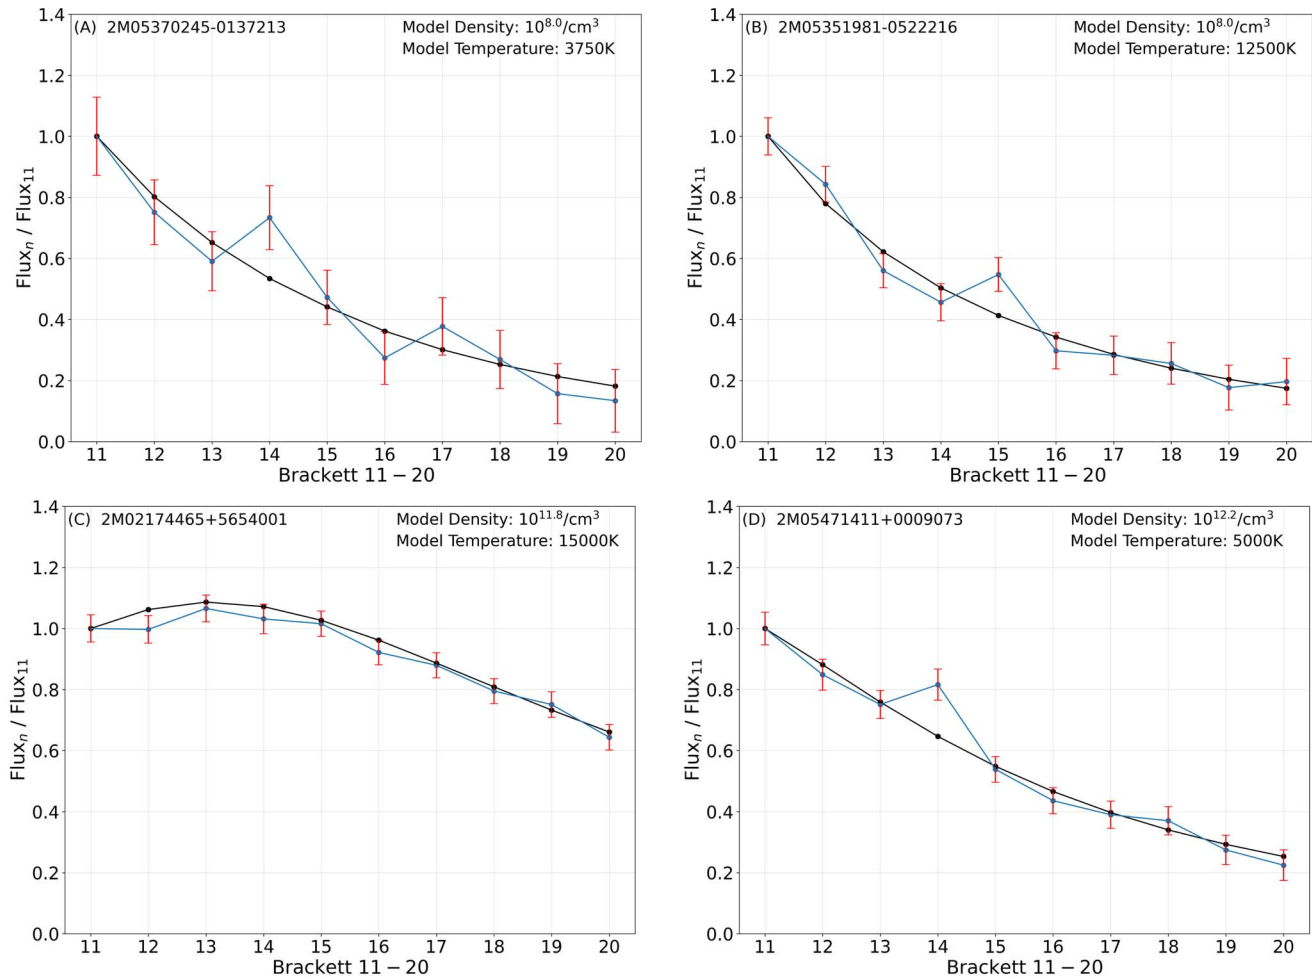 (A) 2M05370245-0137213
Model Density: 10^8.0/cm^3
Model Temperature: 3750K
1.4
1.2
1.0
0.8
0.6
0.4
0.2
0.0
Flux_n / Flux_11
11 12 13 14 15 16 17 18 19 20
Brackett 11 − 20
(B) 2M05351981-0522216
Model Density: 10^8.0/cm^3
Model Temperature: 12500K
1.4
1.2
1.0
0.8
0.6
0.4
0.2
0.0
Flux_n / Flux_11
11 12 13 14 15 16 17 18 19 20
Brackett 11 − 20
(C) 2M02174465+5654001
Model Density: 10^11.8/cm^3
Model Temperature: 15000K
1.4
1.2
1.0
0.8
0.6
0.4
0.2
0.0
Flux_n / Flux_11
11 12 13 14 15 16 17 18 19 20
Brackett 11 − 20
(D) 2M05471411+0009073
Model Density: 10^12.2/cm^3
Model Temperature: 5000K
1.4
1.2
1.0
0.8
0.6
0.4
0.2
0.0
Flux_n / Flux_11
11 12 13 14 15 16 17 18 19 20
Brackett 11 − 20